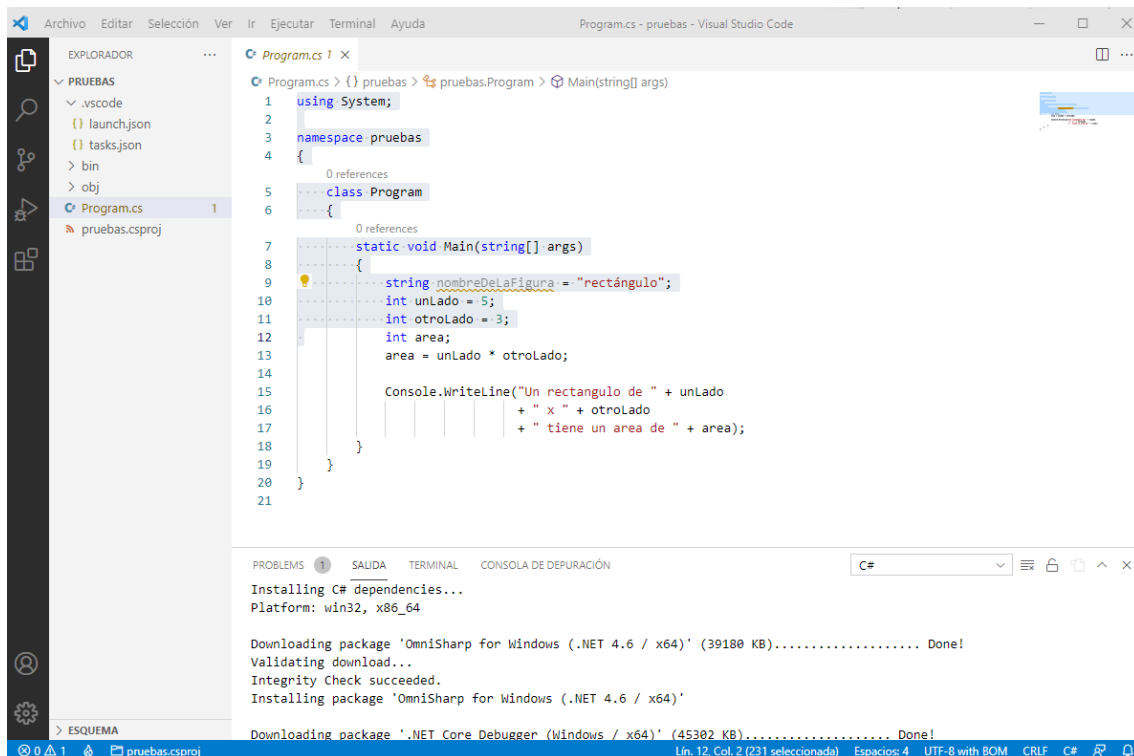 Archivo Editar Selección Ver Ir Ejecutar Terminal Ayuda Program.cs - pruebas - Visual Studio Code
EXPLORADOR
PRUEBAS
.vscode
{} launch.json
{} tasks.json
> bin
> obj
C# Program.cs 1
pruebas.csproj
C# Program.cs 1
C# Program.cs > {} pruebas > pruebas.Program > Main(string[] args)
1 using System;
2
3 namespace pruebas
4 {
0 references
5 class Program
6 {
0 references
7 static void Main(string[] args)
8 {
9 string nombreDeLaFigura = "rectángulo";
10 int unLado = 5;
11 int otroLado = 3;
12 int area;
13 area = unLado * otroLado;
14
15 Console.WriteLine("Un rectangulo de " + unLado
16 + " x " + otroLado
17 + " tiene un area de " + area);
18 }
19 }
20 }
21
PROBLEMS 1 SALIDA TERMINAL CONSOLA DE DEPURACIÓN C#
Installing C# dependencies...
Platform: win32, x86_64
Downloading package 'OmniSharp for Windows (.NET 4.6 / x64)' (39180 KB).................... Done!
Validating download...
Integrity Check succeeded.
Installing package 'OmniSharp for Windows (.NET 4.6 / x64)'
Downloading package '.NET Core Debugger (Windows / x64)' (45302 KB).................... Done!
> ESQUEMA
0 1 pruebas.csproj Lín. 12, Col. 2 (231 seleccionada) Espacios: 4 UTF-8 with BOM CRLF C#